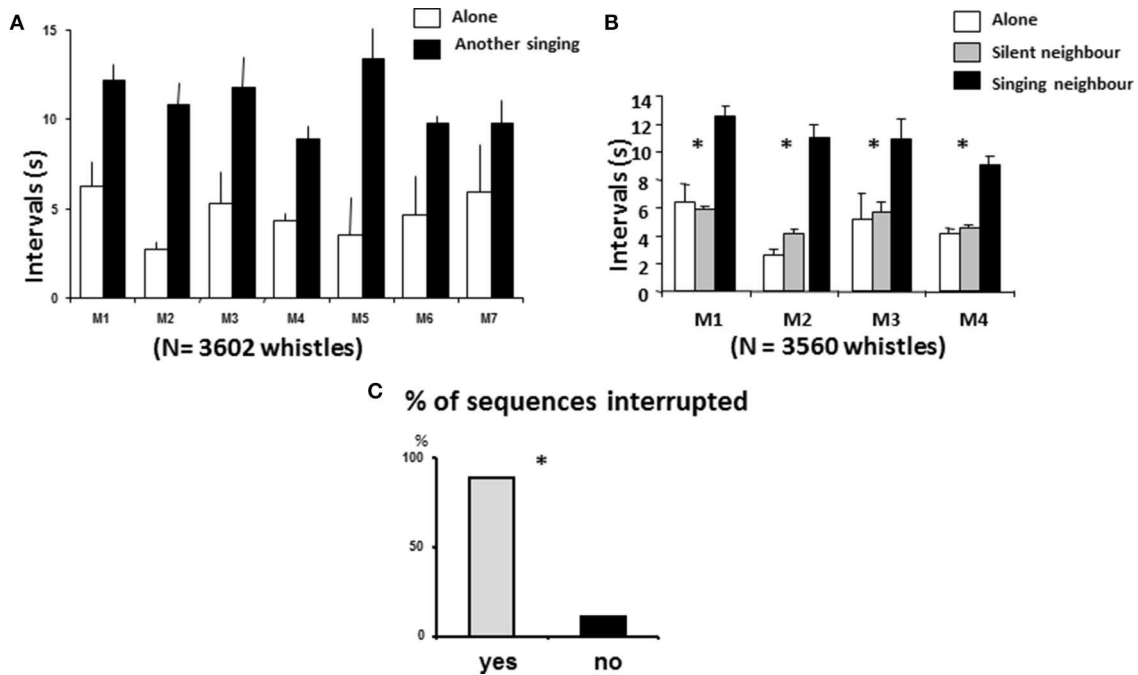 A
Alone
Another singing
Intervals (s)
15
10
5
0
M1 M2 M3 M4 M5 M6 M7
(N= 3602 whistles)
B
Alone
Silent neighbour
Singing neighbour
Intervals (s)
14
12
10
8
6
4
2
0
* * * *
M1 M2 M3 M4
(N = 3560 whistles)
C % of sequences interrupted
%
100
50
0
*
yes no